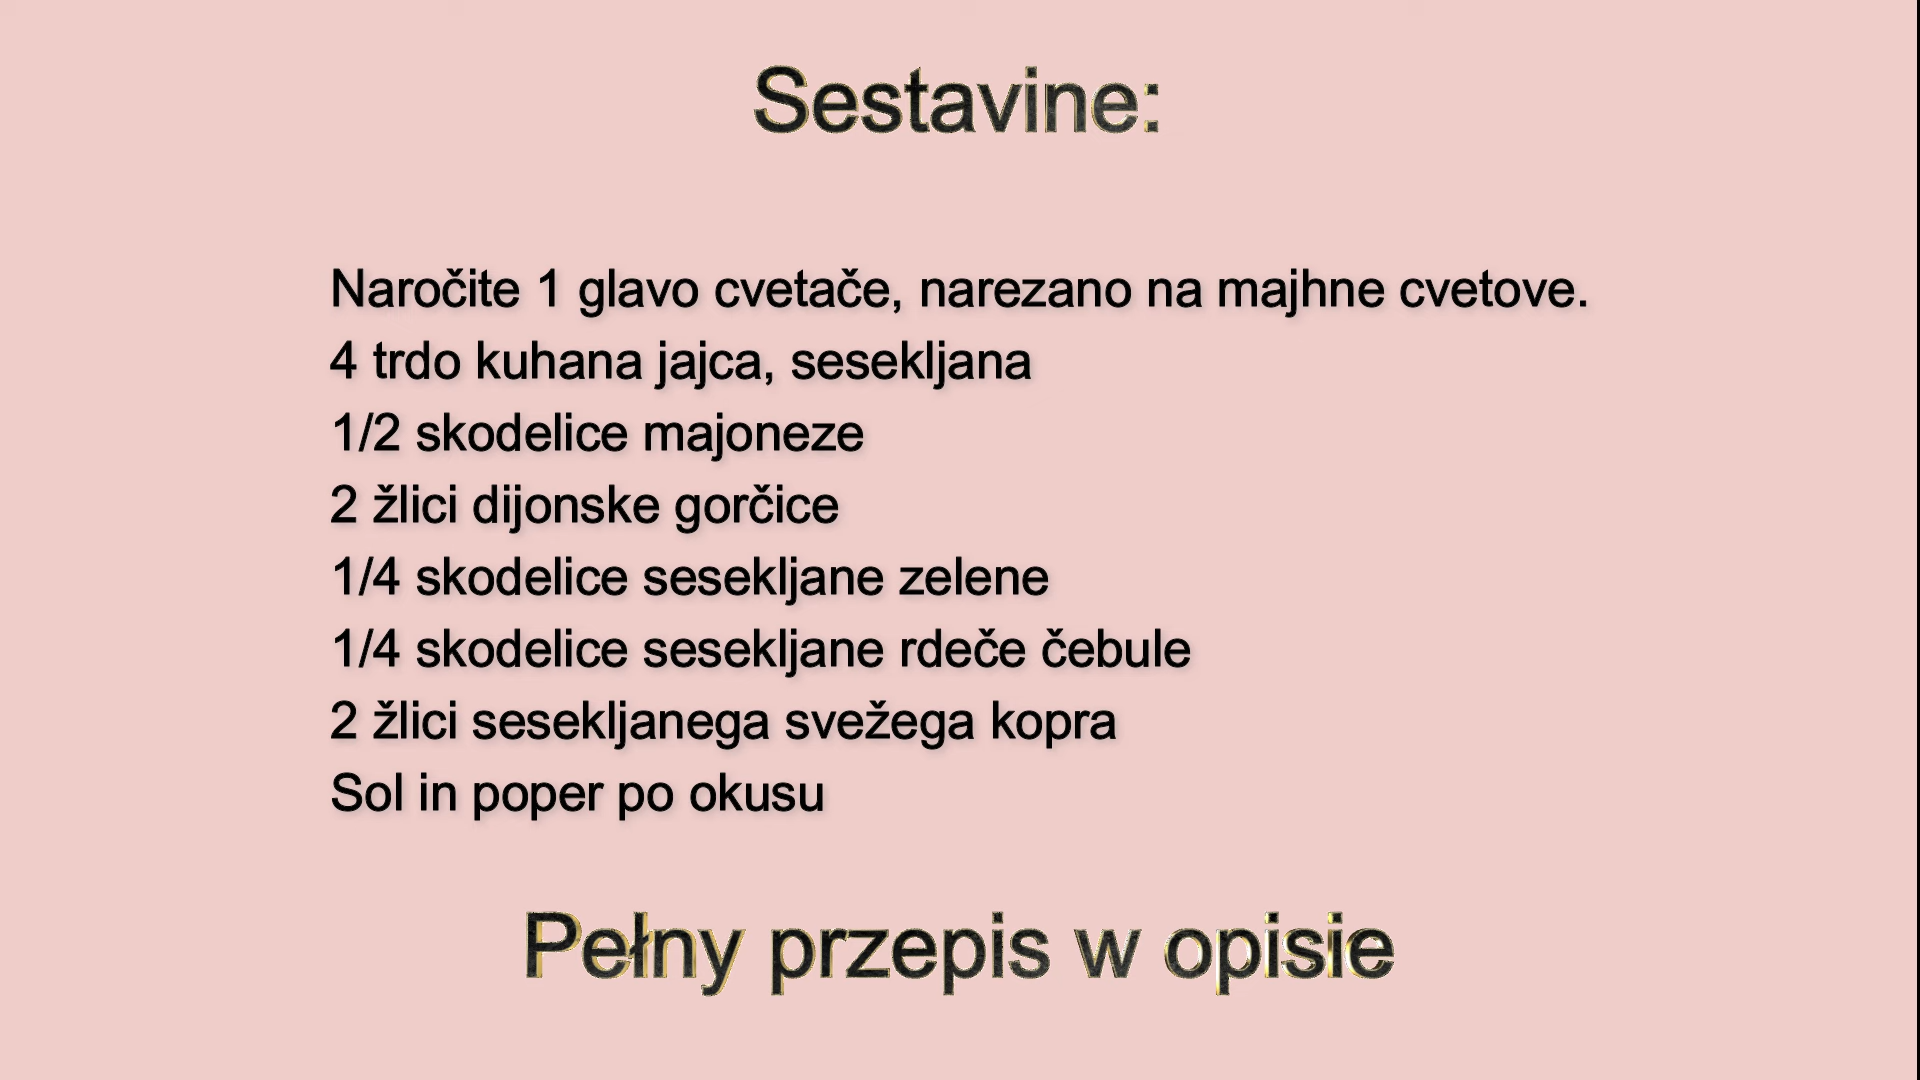 Sestavine:
Naročite 1 glavo cvetače, narezano na majhne cvetove.
4 trdo kuhana jajca, sesekljana
1/2 skodelice majoneze
2 žlici dijonske gorčice
1/4 skodelice sesekljane zelene
1/4 skodelice sesekljane rdeče čebule
2 žlici sesekljanega svežega kopra
Sol in poper po okusu
Pełny przepis w opisie